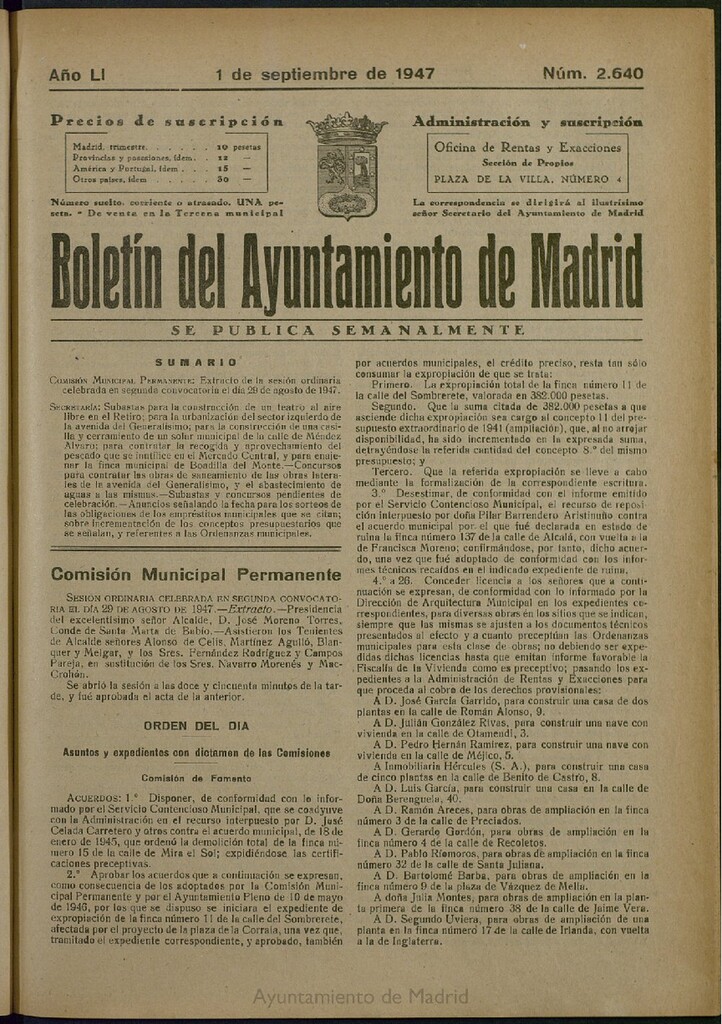 Año LI
1 de septiembre de 1947
Núm. 2.640
Precios de suscripción
Madrid, trimestre. . . . . . 10 pesetas
Provincias y posesiones, ídem. . 12 —
América y Portugal, ídem . . . 15 —
Otros países, ídem . . . . . 30 —
Número suelto, corriente o atrasado, UNA pe-
seta. - De venta en la Tercena municipal
Administración y suscripción
Oficina de Rentas y Exacciones
Sección de Propios
PLAZA DE LA VILLA, NÚMERO 4
La correspondencia se dirigirá al ilustrísimo
señor Secretario del Ayuntamiento de Madrid
Boletín del Ayuntamiento de Madrid
SE PUBLICA SEMANALMENTE
SUMARIO
COMISIÓN MUNICIPAL PERMANENTE: Extracto de la sesión ordinaria
celebrada en segunda convocatoria el día 29 de agosto de 1947.
SECRETARÍA: Subastas para la construcción de un teatro al aire
libre en el Retiro; para la urbanización del sector izquierdo de
la avenida del Generalísimo; para la construcción de una casi-
lla y cerramiento de un solar municipal de la calle de Méndez
Alvaro; para contratar la recogida y aprovechamiento del
pescado que se inutilice en el Mercado Central, y para enaje-
nar la finca municipal de Boadilla del Monte.—Concursos
para contratar las obras de saneamiento de las obras latera-
les de la avenida del Generalísimo, y el abastecimiento de
aguas a las mismas.—Subastas y concursos pendientes de
celebración.—Anuncios señalando la fecha para los sorteos de
las obligaciones de los empréstitos municipales que se citan;
sobre incrementación de los conceptos presupuestarios que
se señalan, y referentes a las Ordenanzas municipales.
Comisión Municipal Permanente
SESIÓN ORDINARIA CELEBRADA EN SEGUNDA CONVOCATO-
RIA EL DÍA 29 DE AGOSTO DE 1947.—Extracto.—Presidencia
del excelentísimo señor Alcalde, D. José Moreno Torres,
Conde de Santa Marta de Babío.—Asistieron los Tenientes
de Alcalde señores Alonso de Celis, Martínez Agulló, Blan-
quer y Melgar, y los Sres. Fernández Rodríguez y Campos
Pareja, en sustitución de los Sres. Navarro Morenés y Mac-
Crohón.
Se abrió la sesión a las doce y cincuenta minutos de la tar-
de, y fué aprobada el acta de la anterior.
ORDEN DEL DIA
Asuntos y expedientes con dictamen de las Comisiones
Comisión de Fomento
ACUERDOS: 1.º Disponer, de conformidad con lo infor-
mado por el Servicio Contencioso Municipal, que se coadyuve
con la Administración en el recurso interpuesto por D. José
Celada Carretero y otros contra el acuerdo municipal, de 18 de
enero de 1945, que ordenó la demolición total de la finca nú-
mero 15 de la calle de Mira el Sol; expidiéndose las certifi-
caciones preceptivas.
2.º Aprobar los acuerdos que a continuación se expresan,
como consecuencia de los adoptados por la Comisión Muni-
cipal Permanente y por el Ayuntamiento Pleno en 10 de mayo
de 1946, por los que se dispuso se iniciara el expediente de
expropiación de la finca número 11 de la calle del Sombrerete,
afectada por el proyecto de la plaza de la Corrala, una vez que,
tramitado el expediente correspondiente, y aprobado, también
por acuerdos municipales, el crédito preciso, resta tan sólo
consumar la expropiación de que se trata:
Primero. La expropiación total de la finca número 11 de
la calle del Sombrerete, valorada en 382.000 pesetas.
Segundo. Que la suma citada de 382.000 pesetas a que
asciende dicha expropiación sea cargo al concepto 11 del pre-
supuesto extraordinario de 1941 (ampliación), que, al no arrojar
disponibilidad, ha sido incrementado en la expresada suma,
detrayéndose la referida cantidad del concepto 8.º del mismo
presupuesto; y
Tercero. Que la referida expropiación se lleve a cabo
mediante la formalización de la correspondiente escritura.
3.º Desestimar, de conformidad con el informe emitido
por el Servicio Contencioso Municipal, el recurso de reposi-
ción interpuesto por doña Pilar Barrendero Aristimuño contra
el acuerdo municipal por el que fué declarada en estado de
ruina la finca número 137 de la calle de Alcalá, con vuelta a la
de Francisca Moreno; confirmándose, por tanto, dicho acuer-
do, una vez que fué adoptado de conformidad con los infor-
mes técnicos recaídos en el indicado expediente de ruina.
4.º a 26. Conceder licencia a los señores que a conti-
nuación se expresan, de conformidad con lo informado por la
Dirección de Arquitectura Municipal en los expedientes co-
rrespondientes, para diversas obras en los sitios que se indican,
siempre que las mismas se ajusten a los documentos técnicos
presentados al efecto y a cuanto preceptúan las Ordenanzas
municipales para esta clase de obras; no debiendo ser expe-
didas dichas licencias hasta que emitan informe favorable la
Fiscalía de la Vivienda como es preceptivo; pasando los ex-
pedientes a la Administración de Rentas y Exacciones para
que proceda al cobro de los derechos provisionales:
A D. José García Garrido, para construir una casa de dos
plantas en la calle de Román Alonso, 9.
A D. Julián González Rivas, para construir una nave con
vivienda en la calle de Otamendi, 3.
A D. Pedro Hernán Ramírez, para construir una nave con
vivienda en la calle de Méjico, 5.
A Inmobiliaria Hércules (S. A.), para construir una casa
de cinco plantas en la calle de Benito de Castro, 8.
A D. Luis García, para construir una casa en la calle de
Doña Berenguela, 40.
A D. Ramón Areces, para obras de ampliación en la finca
número 3 de la calle de Preciados.
A D. Gerardo Gordón, para obras de ampliación en la
finca número 4 de la calle de Recoletos.
A D. Pablo Ríomoros, para obras de ampliación en la finca
número 32 de la calle de Santa Juliana.
A D. Bartolomé Barba, para obras de ampliación en la
finca número 9 de la plaza de Vázquez de Mella.
A doña Julia Montes, para obras de ampliación en la plan-
ta primera de la finca número 38 de la calle de Jaime Vera.
A D. Segundo Uviera, para obras de ampliación de una
planta en la finca número 17 de la calle de Irlanda, con vuelta
a la de Inglaterra.
Ayuntamiento de Madrid